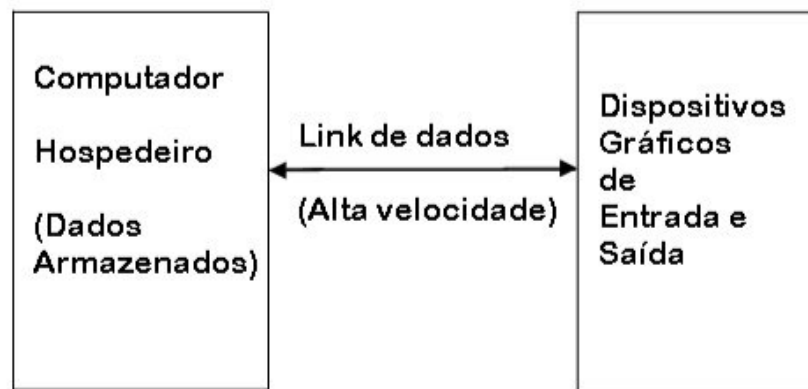 Computador
Hospedeiro
(Dados
Armazenados)
Link de dados
(Alta velocidade)
Dispositivos
Gráficos
de
Entrada e
Saída